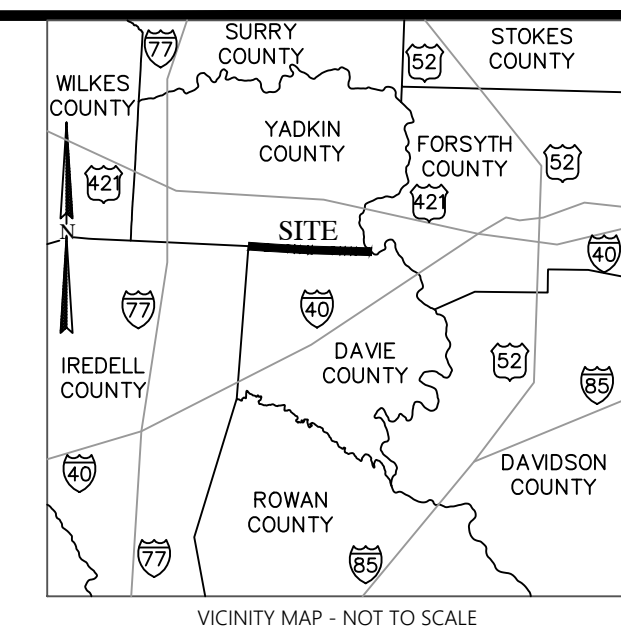 SURRY
COUNTY
STOKES
COUNTY
77
52
WILKES
COUNTY
YADKIN
COUNTY
FORSYTH
COUNTY
52
421
421
N
SITE
40
77
40
DAVIE
COUNTY
52
IREDELL
COUNTY
85
40
DAVIDSON
COUNTY
ROWAN
COUNTY
77
85
VICINITY MAP - NOT TO SCALE